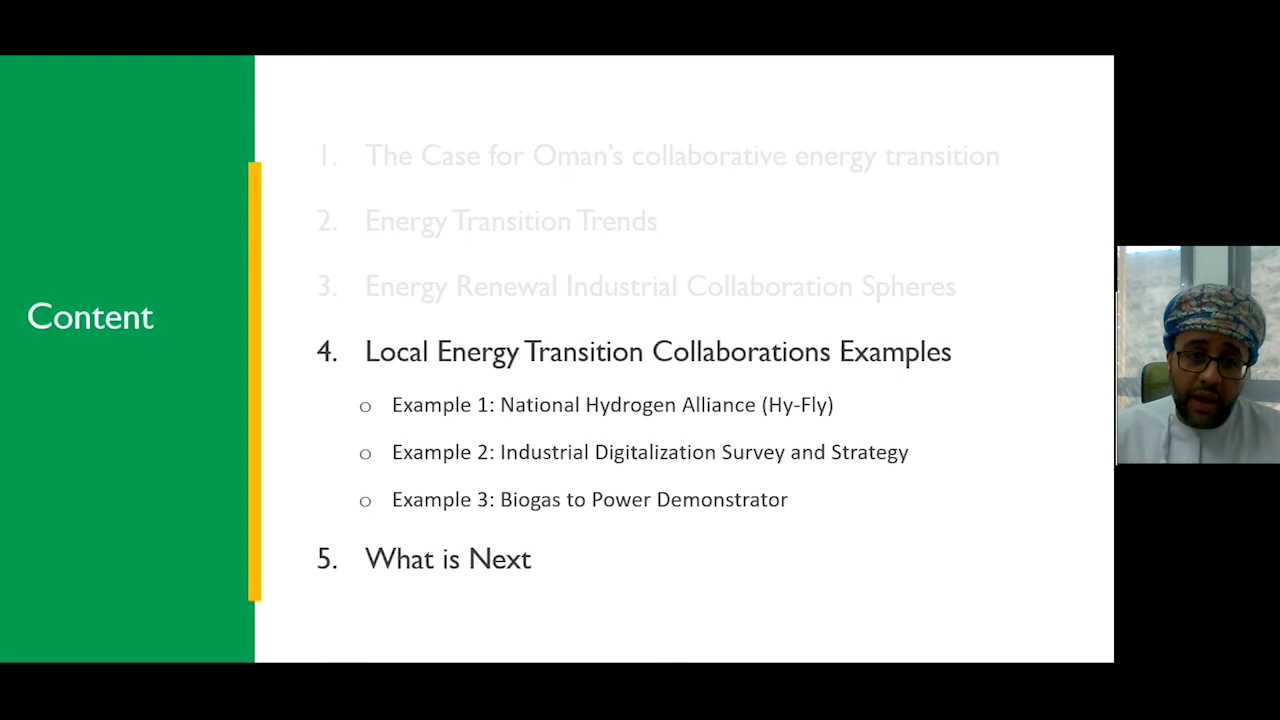 Content
1. The Case for Oman’s collaborative energy transition
2. Energy Transition Trends
3. Energy Renewal Industrial Collaboration Spheres
4. Local Energy Transition Collaborations Examples
o Example 1: National Hydrogen Alliance (Hy-Fly)
o Example 2: Industrial Digitalization Survey and Strategy
o Example 3: Biogas to Power Demonstrator
5. What is Next